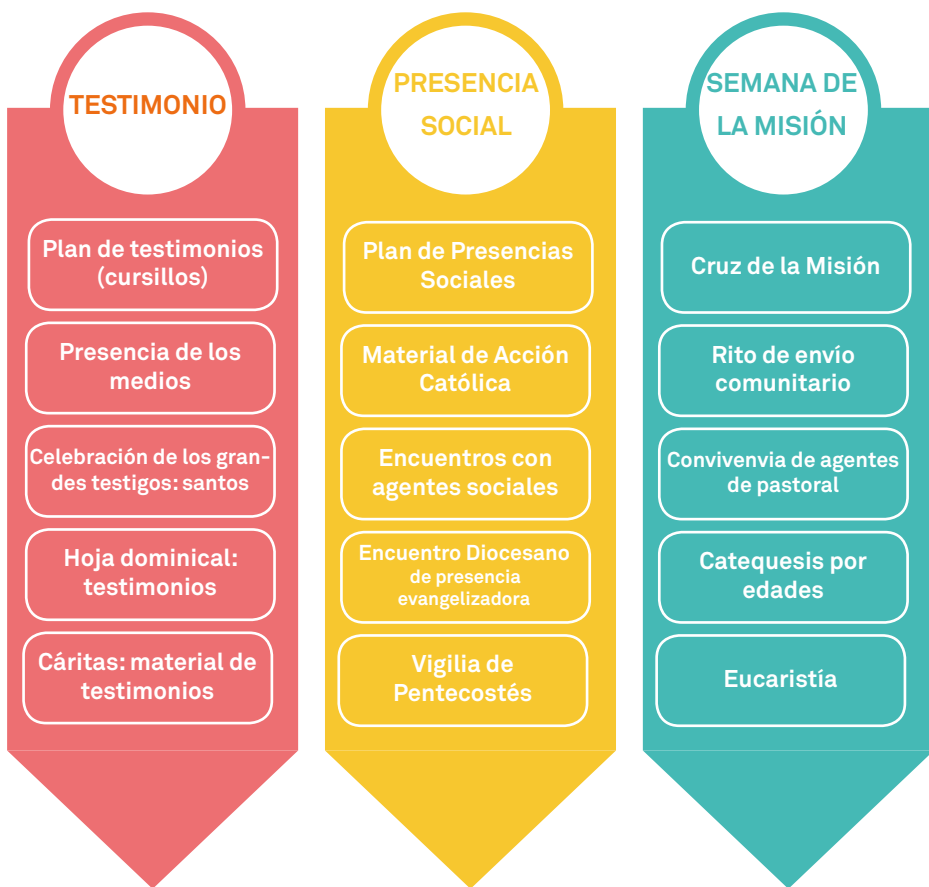 TESTIMONIO
Plan de testimonios
(cursillos)
Presencia de los
medios
Celebración de los gran-
des testigos: santos
Hoja dominical:
testimonios
Cáritas: material de
testimonios
PRESENCIA
SOCIAL
Plan de Presencias
Sociales
Material de Acción
Católica
Encuentros con
agentes sociales
Encuentro Diocesano
de presencia
evangelizadora
Vigilia de
Pentecostés
SEMANA DE
LA MISIÓN
Cruz de la Misión
Rito de envío
comunitario
Convivenvia de agentes
de pastoral
Catequesis por
edades
Eucaristía